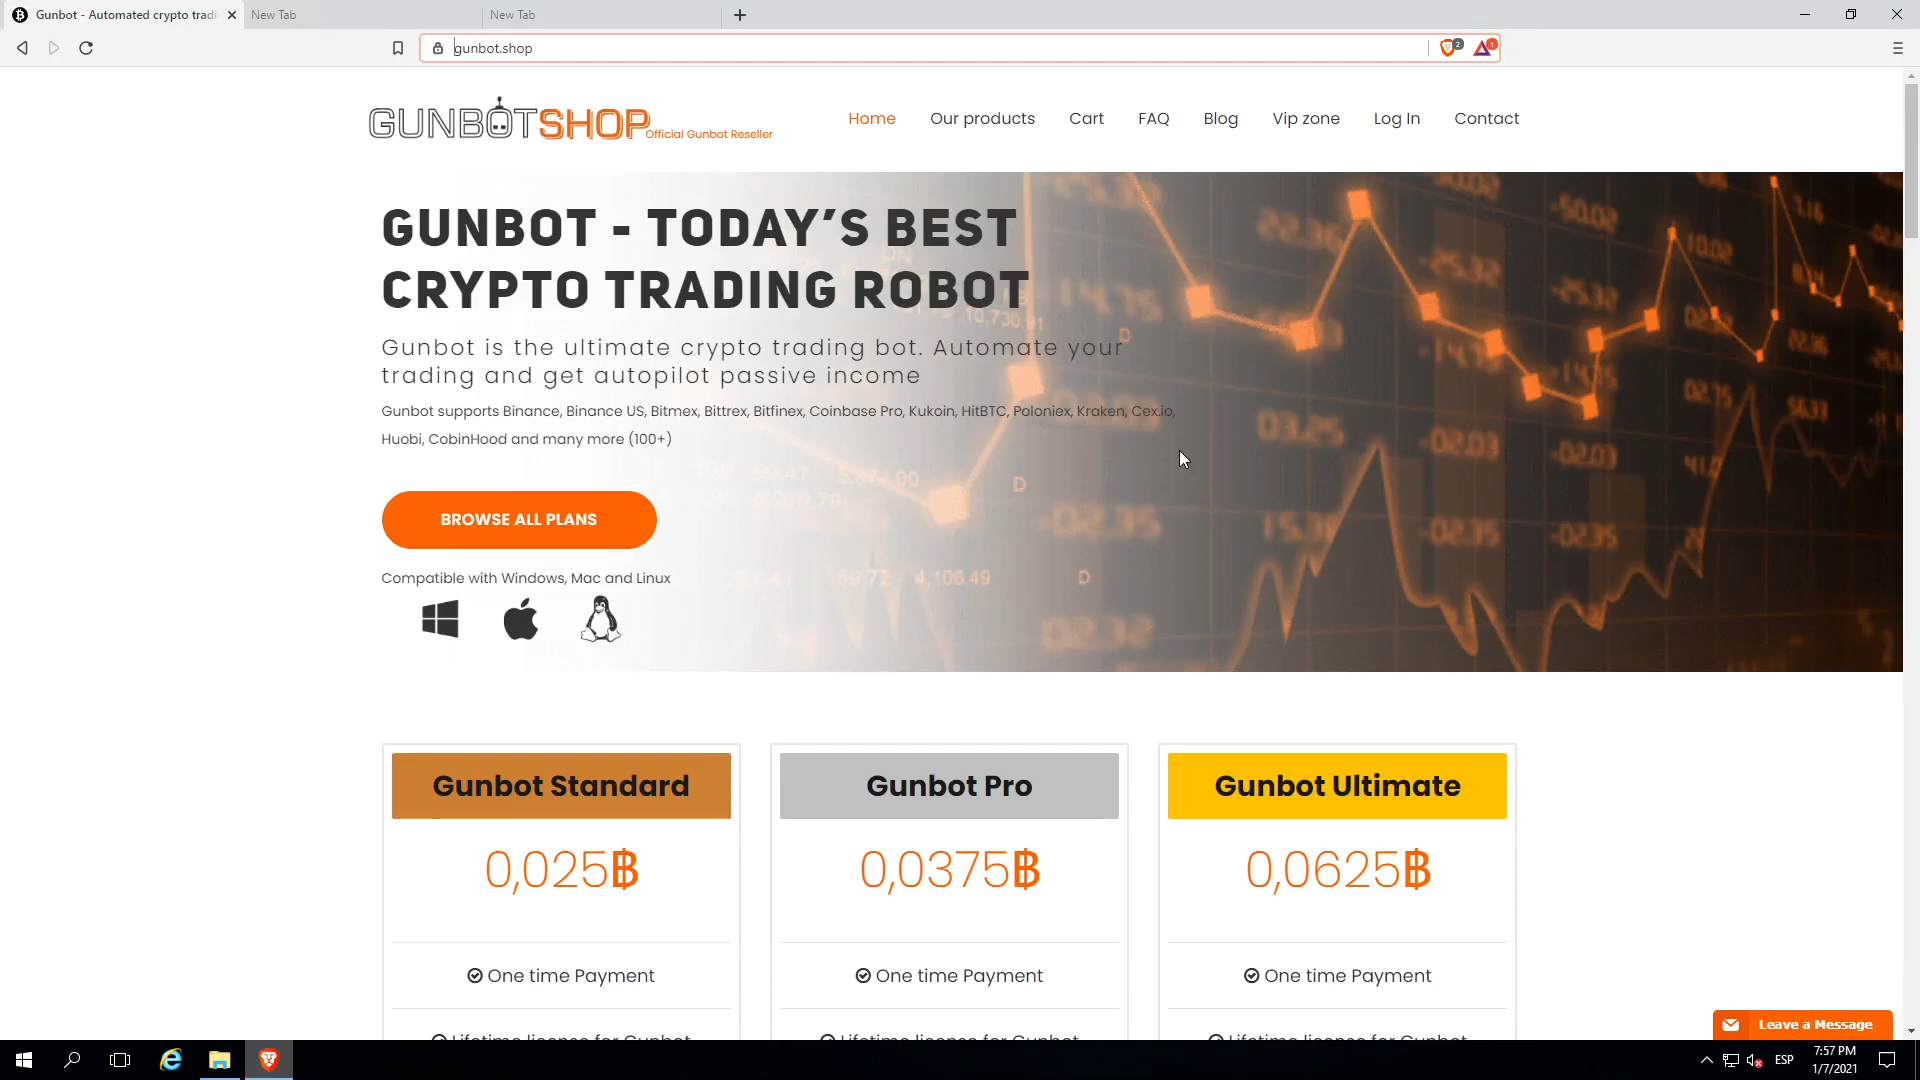 Gunbot - Automated crypto tradi
New Tab
New Tab
gunbot.shop
2
1
GUNBOTSHOP
Official Gunbot Reseller
Home
Our products
Cart
FAQ
Blog
Vip zone
Log In
Contact
GUNBOT - TODAY'S BEST
CRYPTO TRADING ROBOT
Gunbot is the ultimate crypto trading bot. Automate your
trading and get autopilot passive income
Gunbot supports Binance, Binance US, Bitmex, Bittrex, Bitfinex, Coinbase Pro, Kukoin, HitBTC, Poloniex, Kraken, Cex.io,
Huobi, CobinHood and many more (100+)
BROWSE ALL PLANS
Compatible with Windows, Mac and Linux
Gunbot Standard
0,025฿
One time Payment
Lifetime license for Gunbot
Gunbot Pro
0,0375฿
One time Payment
Lifetime license for Gunbot
Gunbot Ultimate
0,0625฿
One time Payment
Lifetime license for Gunbot
Leave a Message
ESP
7:57 PM
1/7/2021